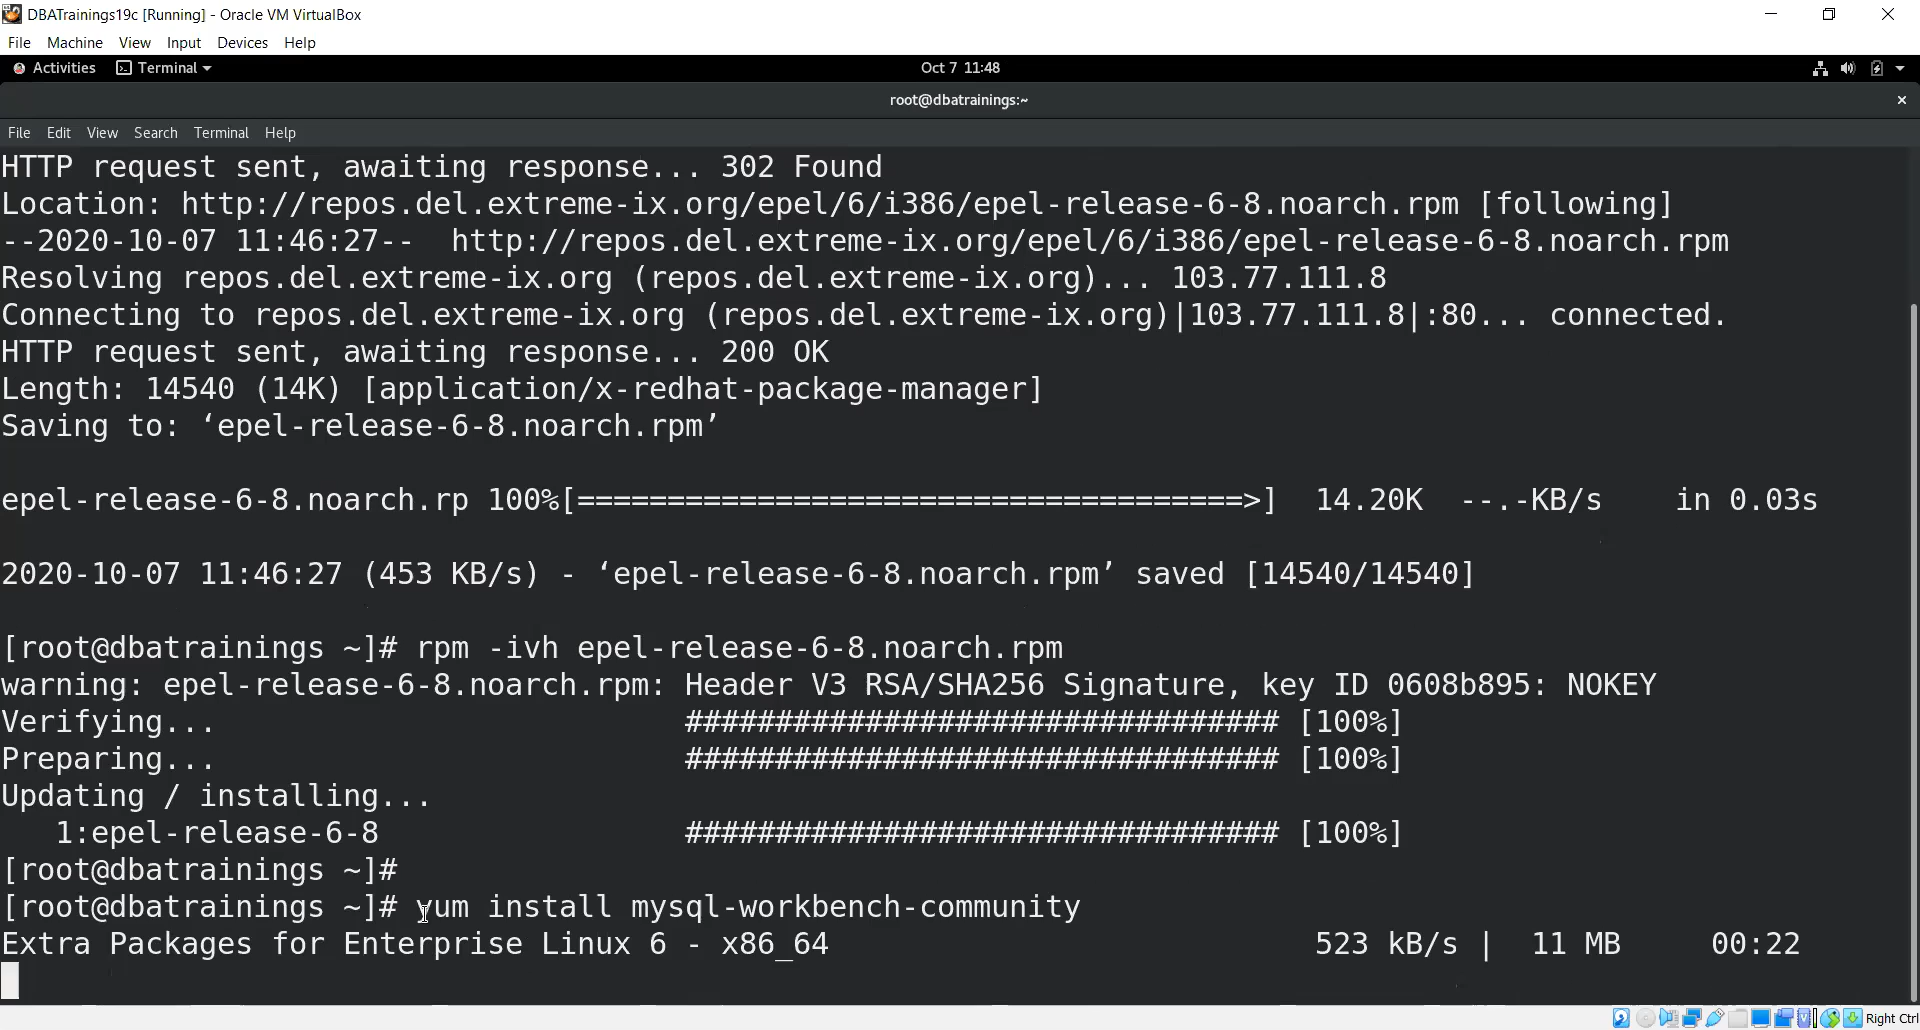 DBATrainings19c [Running] - Oracle VM VirtualBox
File Machine View Input Devices Help
Activities Terminal Oct 7 11:48
root@dbatrainings:~
File Edit View Search Terminal Help
HTTP request sent, awaiting response... 302 Found
Location: http://repos.del.extreme-ix.org/epel/6/i386/epel-release-6-8.noarch.rpm [following]
--2020-10-07 11:46:27--  http://repos.del.extreme-ix.org/epel/6/i386/epel-release-6-8.noarch.rpm
Resolving repos.del.extreme-ix.org (repos.del.extreme-ix.org)... 103.77.111.8
Connecting to repos.del.extreme-ix.org (repos.del.extreme-ix.org)|103.77.111.8|:80... connected.
HTTP request sent, awaiting response... 200 OK
Length: 14540 (14K) [application/x-redhat-package-manager]
Saving to: ‘epel-release-6-8.noarch.rpm’
epel-release-6-8.noarch.rp 100%[=====================================>]  14.20K  --.-KB/s    in 0.03s
2020-10-07 11:46:27 (453 KB/s) - ‘epel-release-6-8.noarch.rpm’ saved [14540/14540]
[root@dbatrainings ~]# rpm -ivh epel-release-6-8.noarch.rpm
warning: epel-release-6-8.noarch.rpm: Header V3 RSA/SHA256 Signature, key ID 0608b895: NOKEY
Verifying...                          ################################# [100%]
Preparing...                          ################################# [100%]
Updating / installing...
   1:epel-release-6-8                 ################################# [100%]
[root@dbatrainings ~]#
[root@dbatrainings ~]# yum install mysql-workbench-community
Extra Packages for Enterprise Linux 6 - x86_64                           523 kB/s |  11 MB     00:22
Right Ctrl